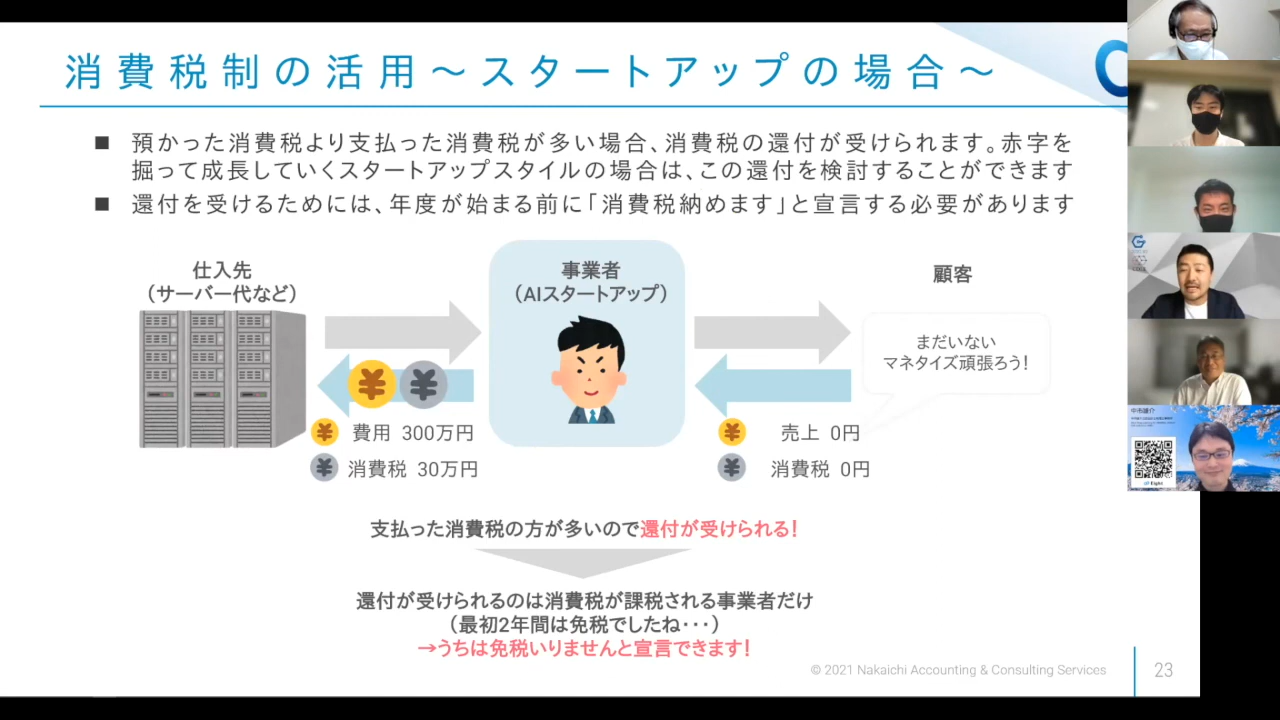 消費税制の活用～スタートアップの場合～
■ 預かった消費税より支払った消費税が多い場合、消費税の還付が受けられます。赤字を
掘って成長していくスタートアップスタイルの場合は、この還付を検討することができます
■ 還付を受けるためには、年度が始まる前に「消費税納めます」と宣言する必要があります
仕入先
（サーバー代など）
事業者
（AIスタートアップ）
顧客
まだいない
マネタイズ頑張ろう！
¥ ¥
¥ 費用 300万円
¥ 消費税 30万円
¥ 売上 0円
¥ 消費税 0円
支払った消費税の方が多いので還付が受けられる！
還付が受けられるのは消費税が課税される事業者だけ
（最初2年間は免税でしたね・・・）
→うちは免税いりませんと宣言できます！
© 2021 Nakaichi Accounting & Consulting Services
23
中市雄介
Eight